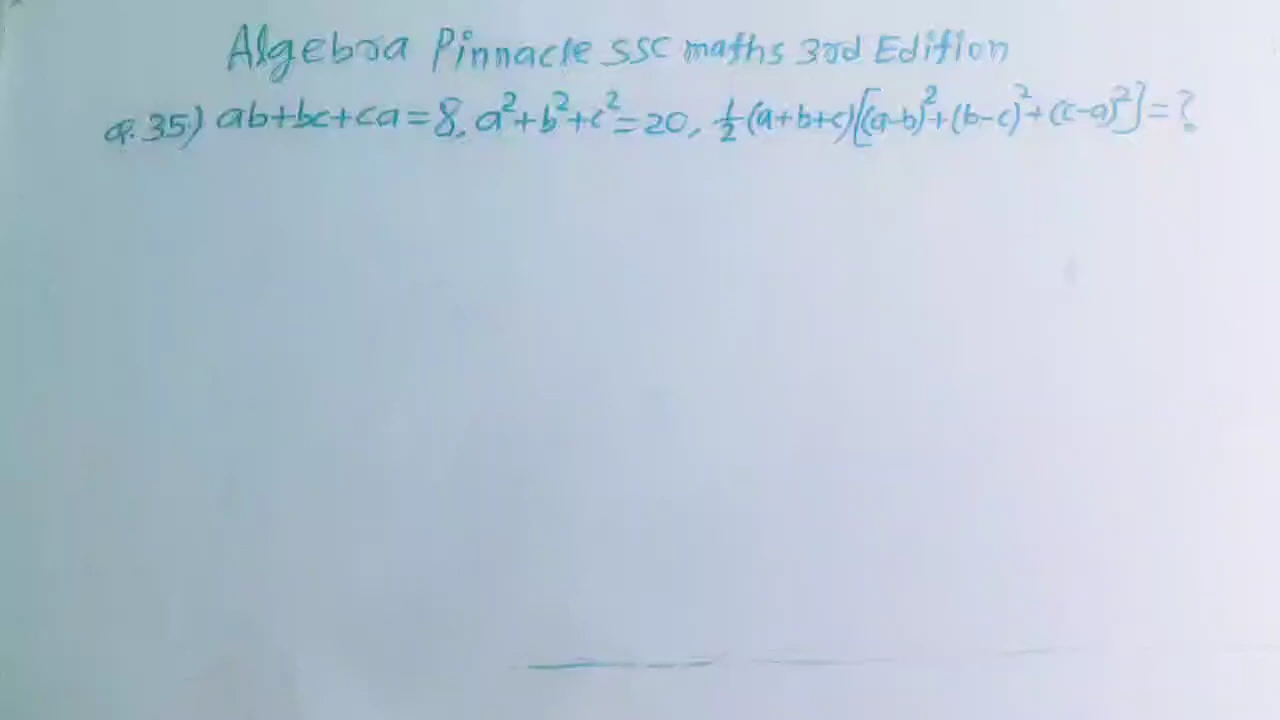 Algebra Pinnacle SSC maths 3rd Edition
Q.35) ab+bc+ca=8, a²+b²+c²=20, ½(a+b+c)[(a-b)²+(b-c)²+(c-a)²]=?